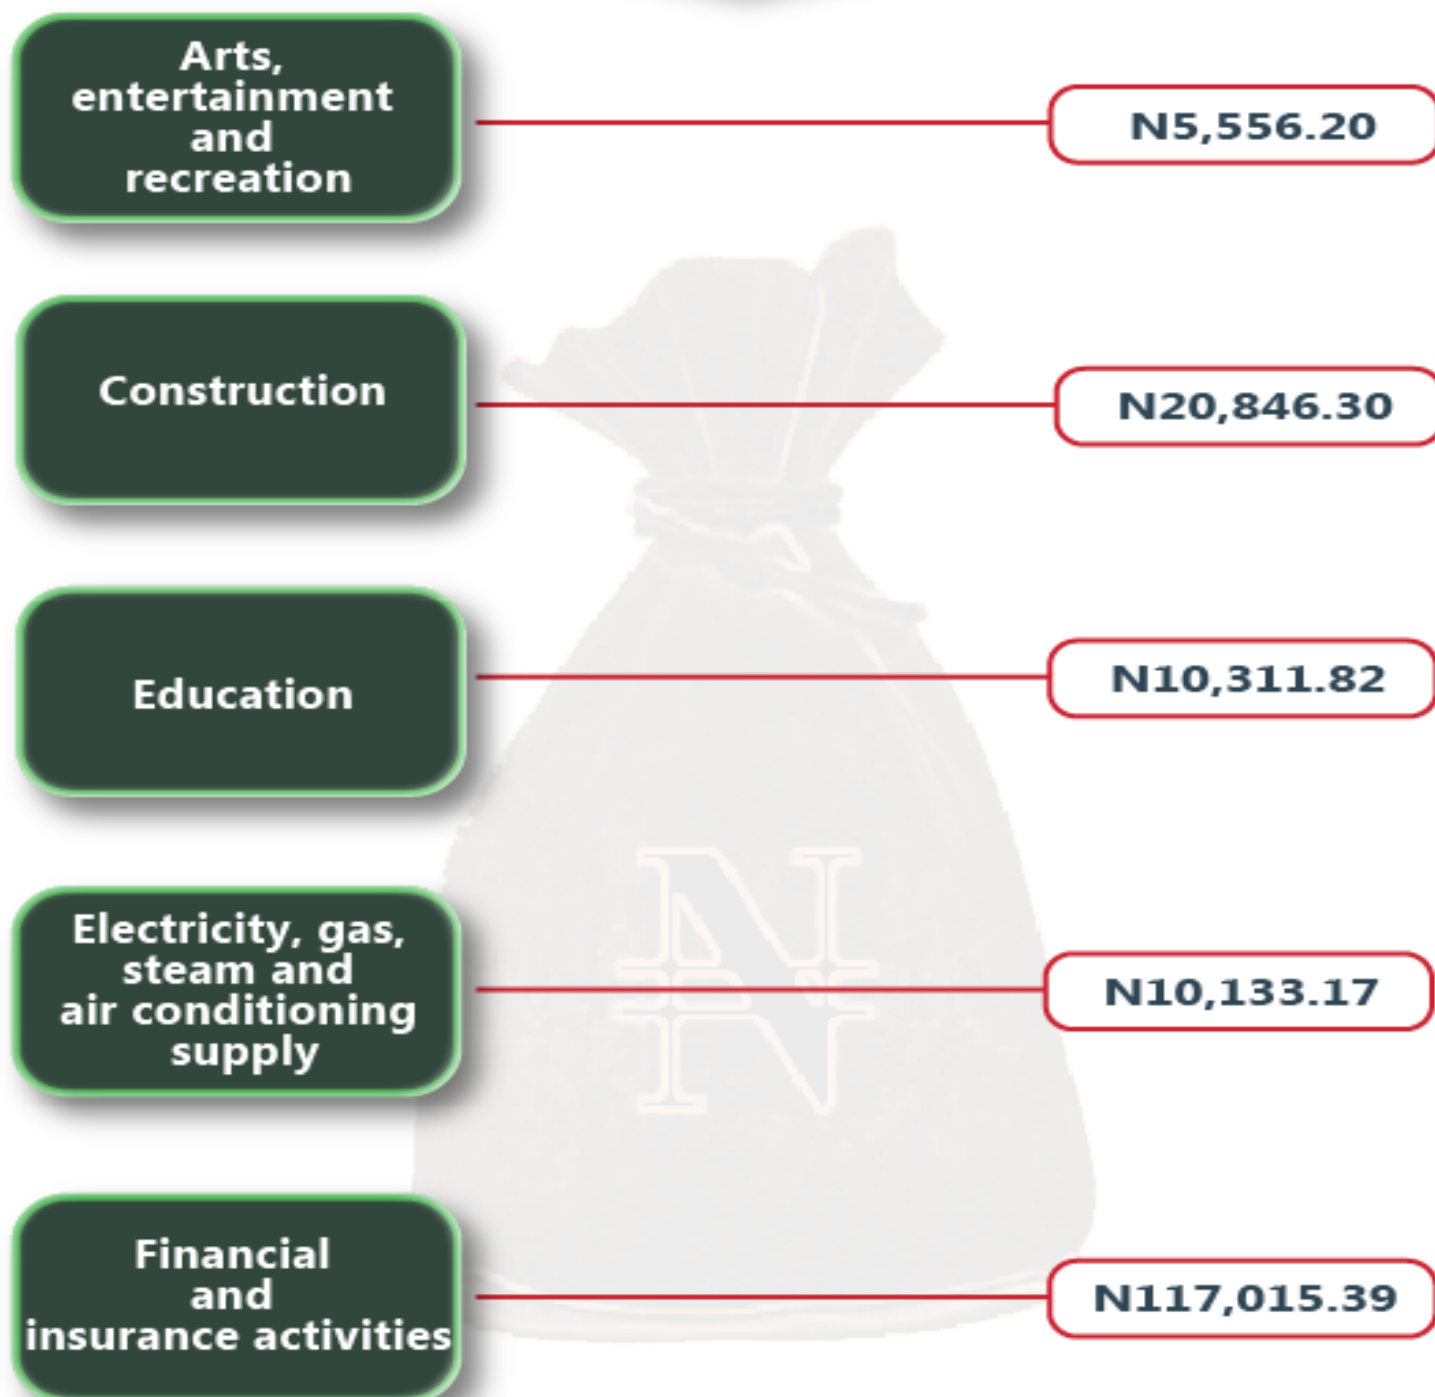 Arts,
entertainment
and
recreation
N5,556.20
Construction
N20,846.30
Education
N10,311.82
Electricity, gas,
steam and
air conditioning
supply
N10,133.17
Financial
and
insurance activities
N117,015.39
N